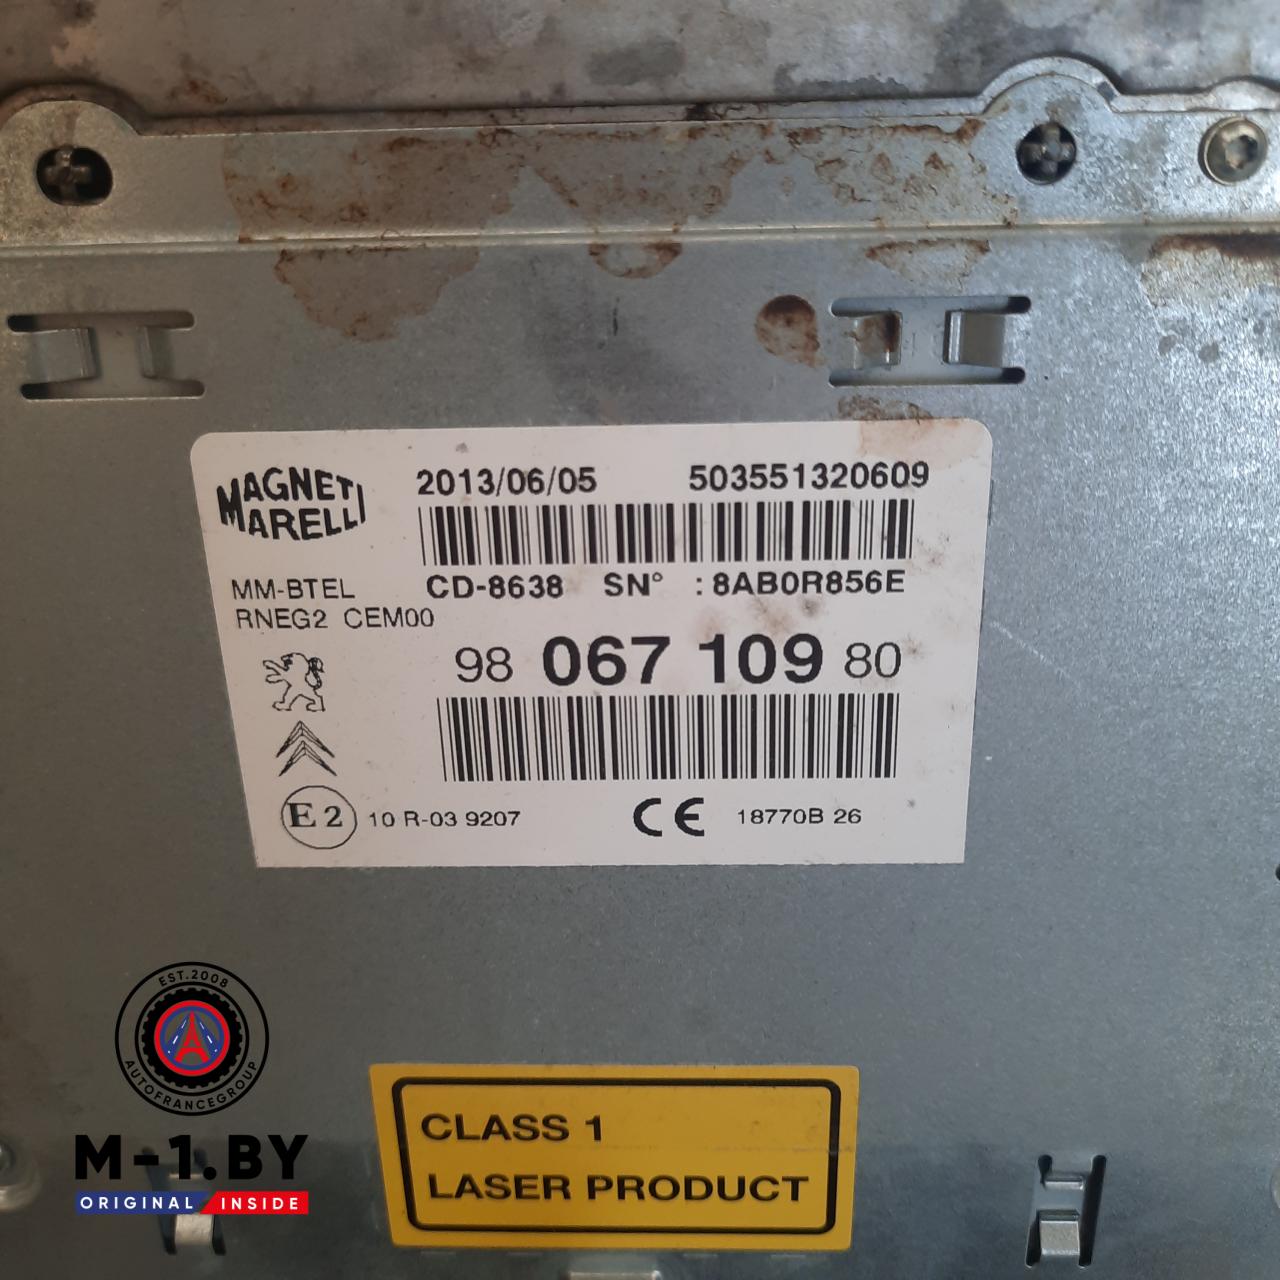 MAGNETI
MARELLI
2013/06/05 503551320609
MM-BTEL
RNEG2 CEM00
CD-8638 SN° : 8AB0R856E
98 067 109 80
E2 10 R-03 9207 CE 18770B 26
EST.2008
AUTOFRANCEGROUP
M-1.BY
ORIGINAL INSIDE
CLASS 1
LASER PRODUCT